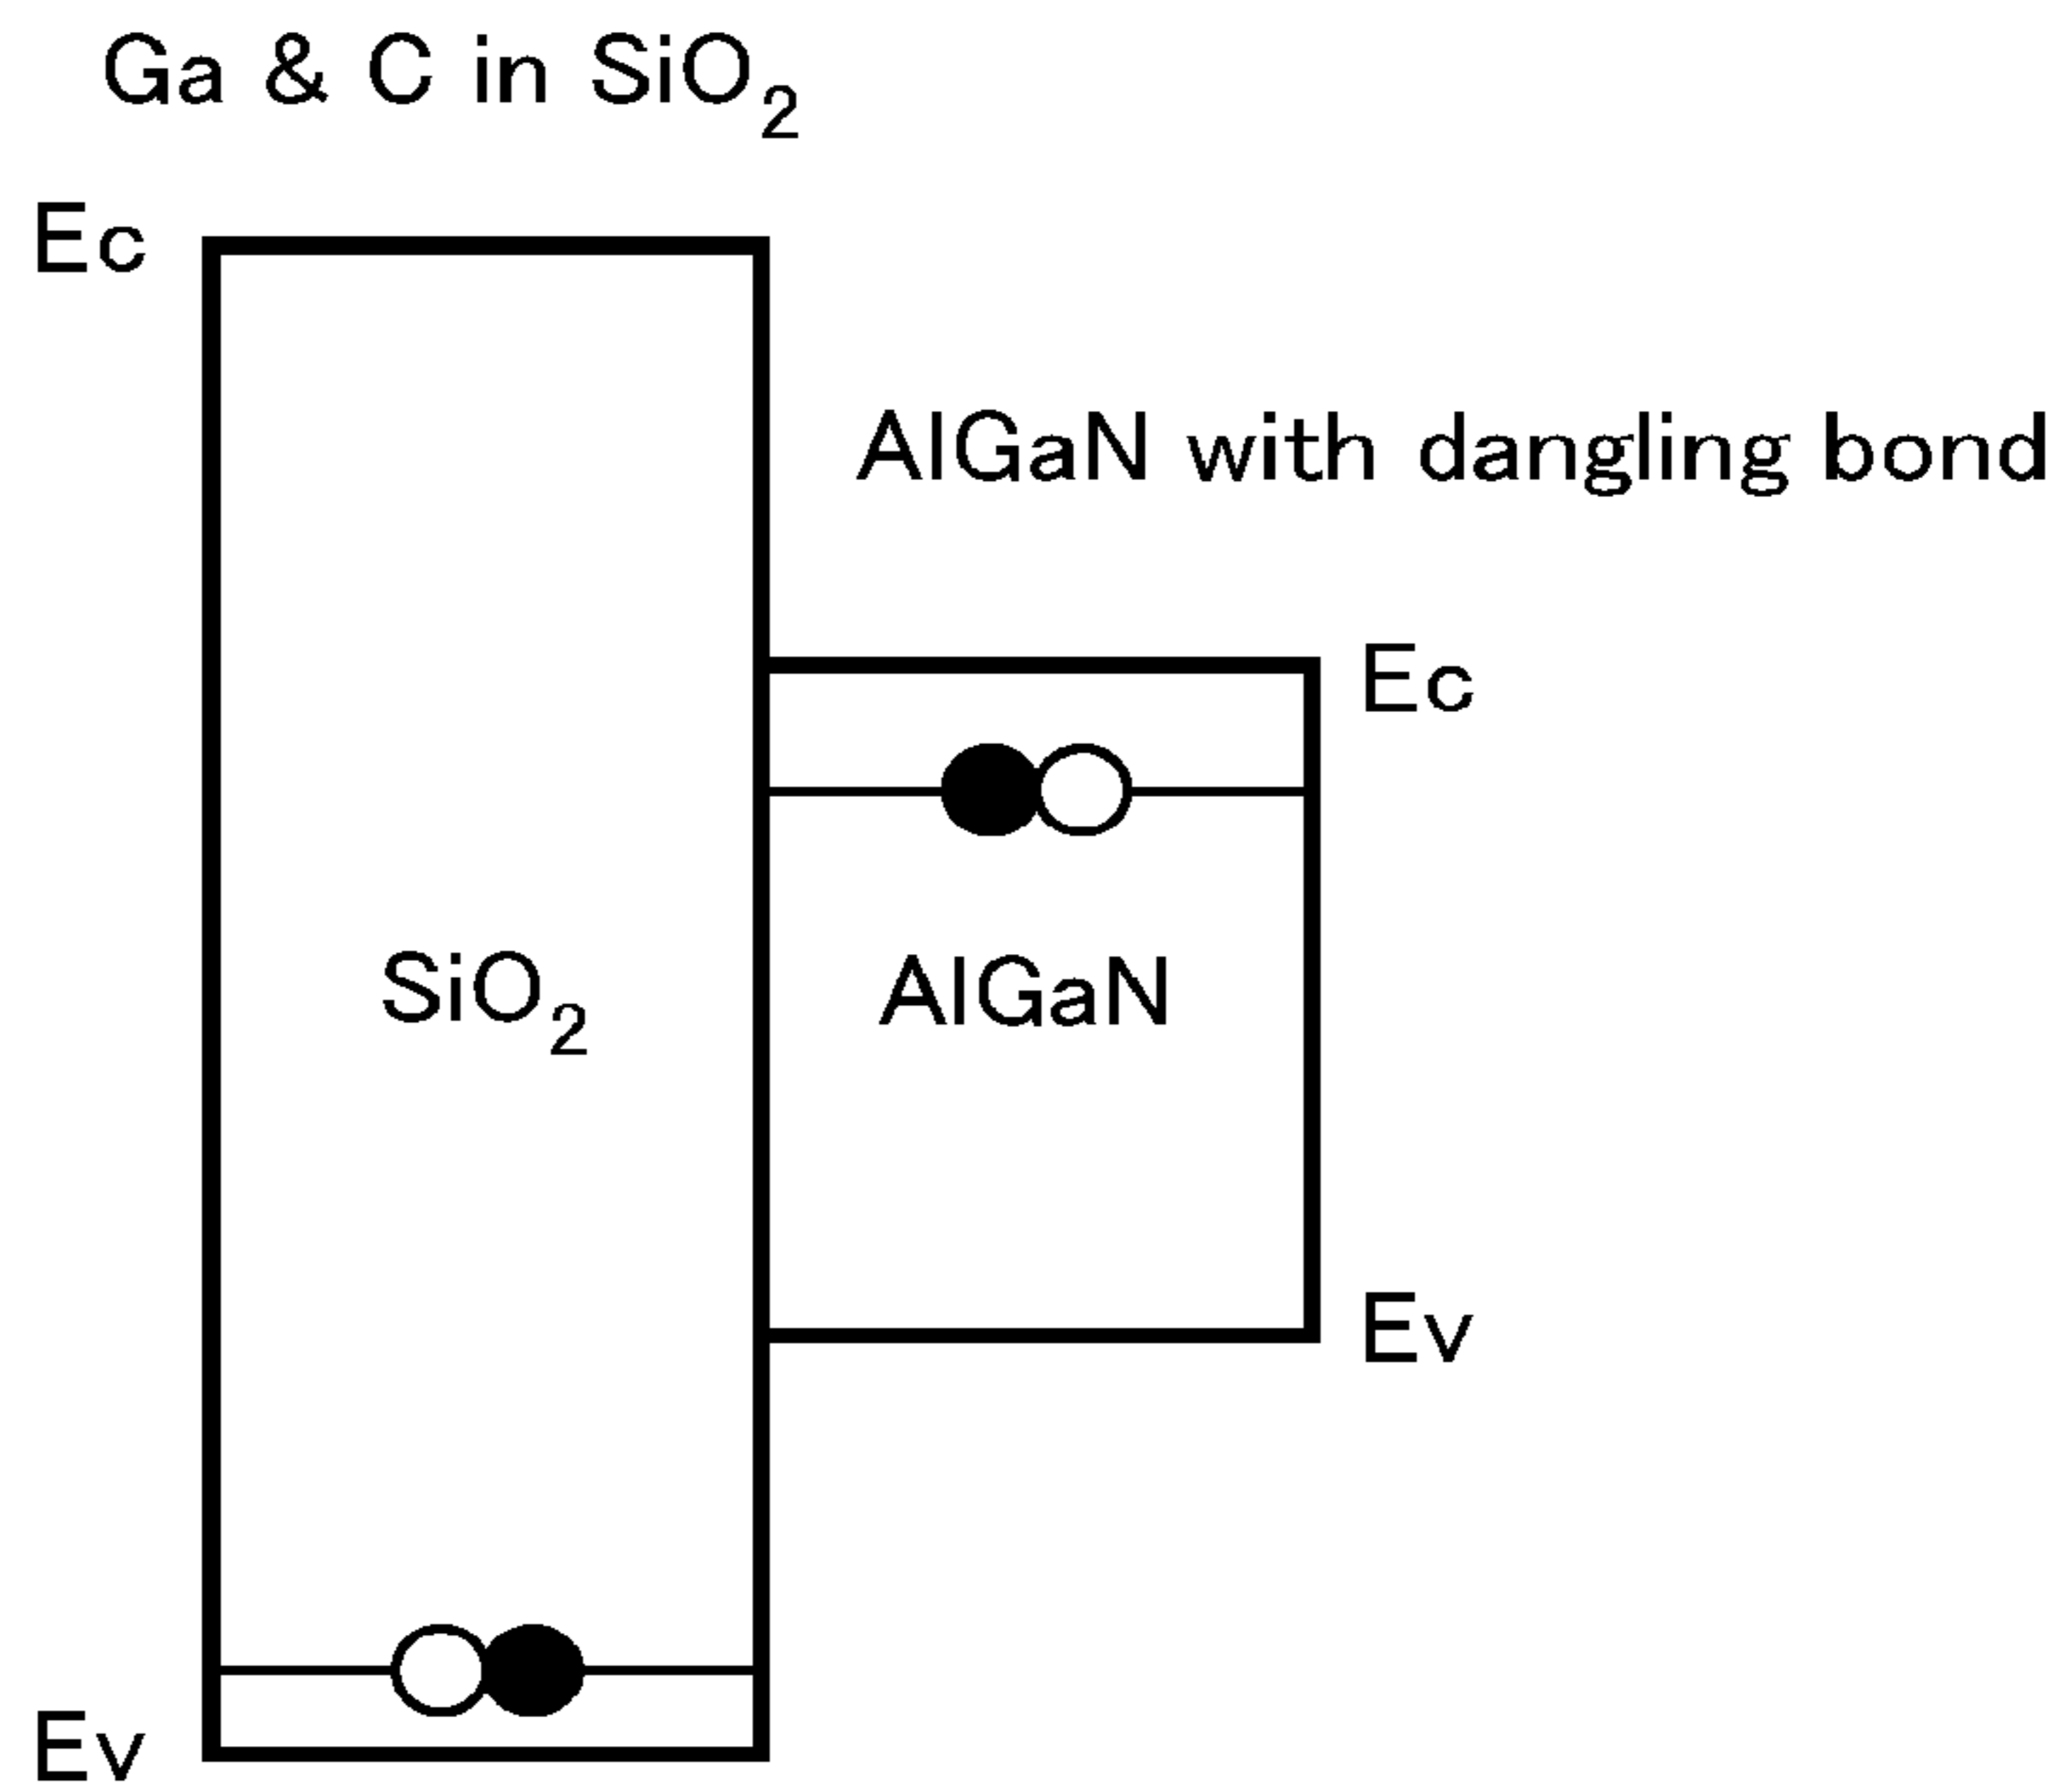 Ga & C in SiO₂
Ec
AlGaN with dangling bond
Ec
SiO₂
AlGaN
Ev
Ev